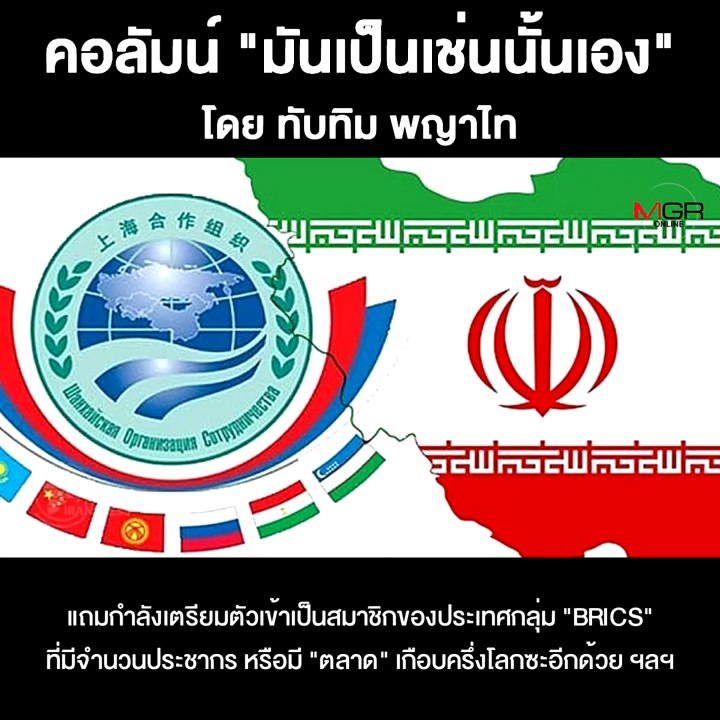 คอลัมน์ "มันเป็นเช่นนั้นเอง"
โดย ทับทิม พญาไท
MGR
ONLINE
上海合作组织
Шанхайская Организация Сотрудничества
แถมกำลังเตรียมตัวเข้าเป็นสมาชิกของประเทศกลุ่ม "BRICS"
ที่มีจำนวนประชากร หรือมี "ตลาด" เกือบครึ่งโลกซะอีกด้วย ฯลฯ